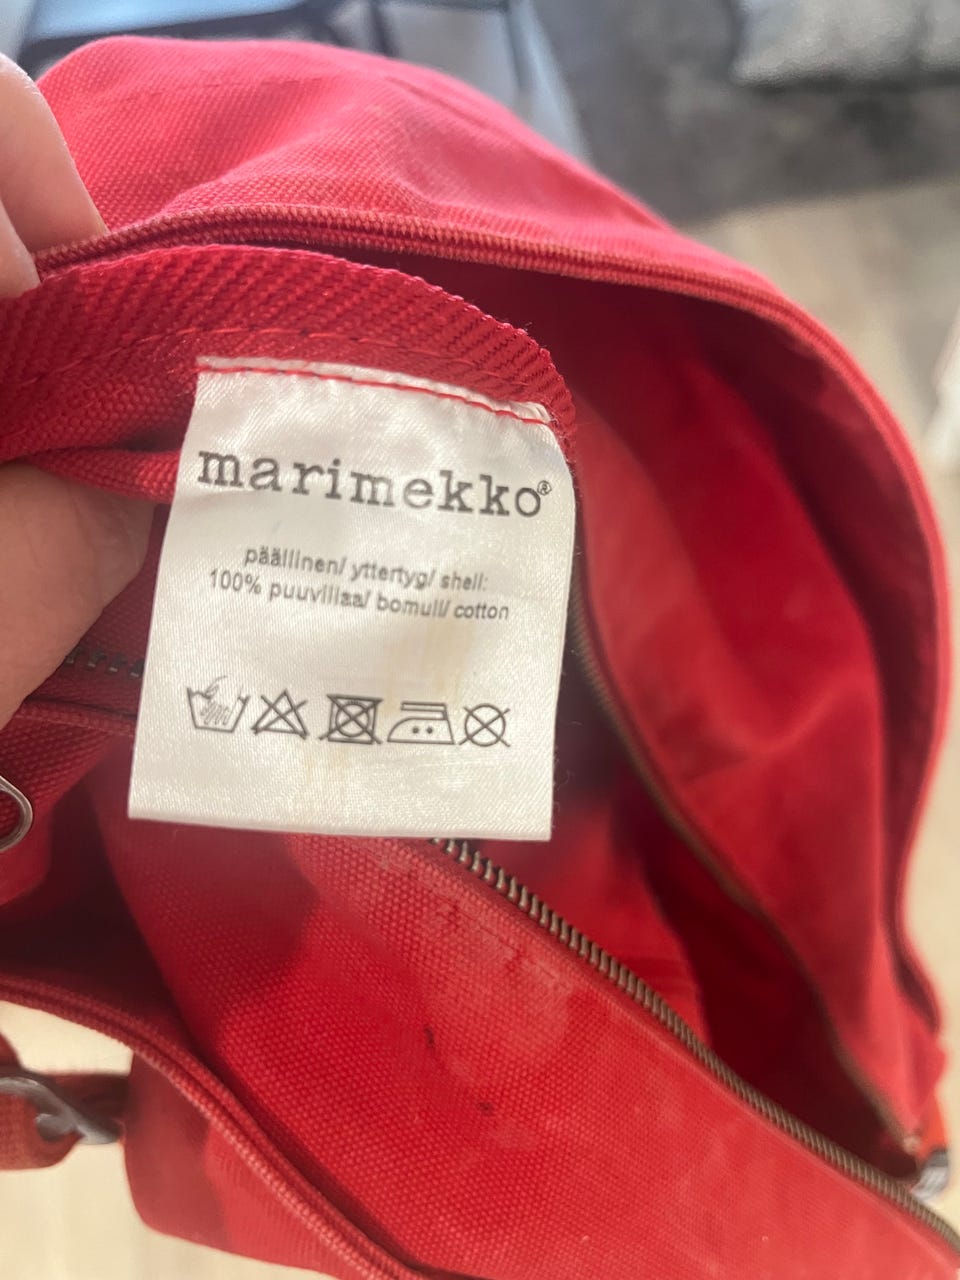 marimekko®
päällinen/ yttertyg/ shell:
100% puuvillaa/ bomull/ cotton